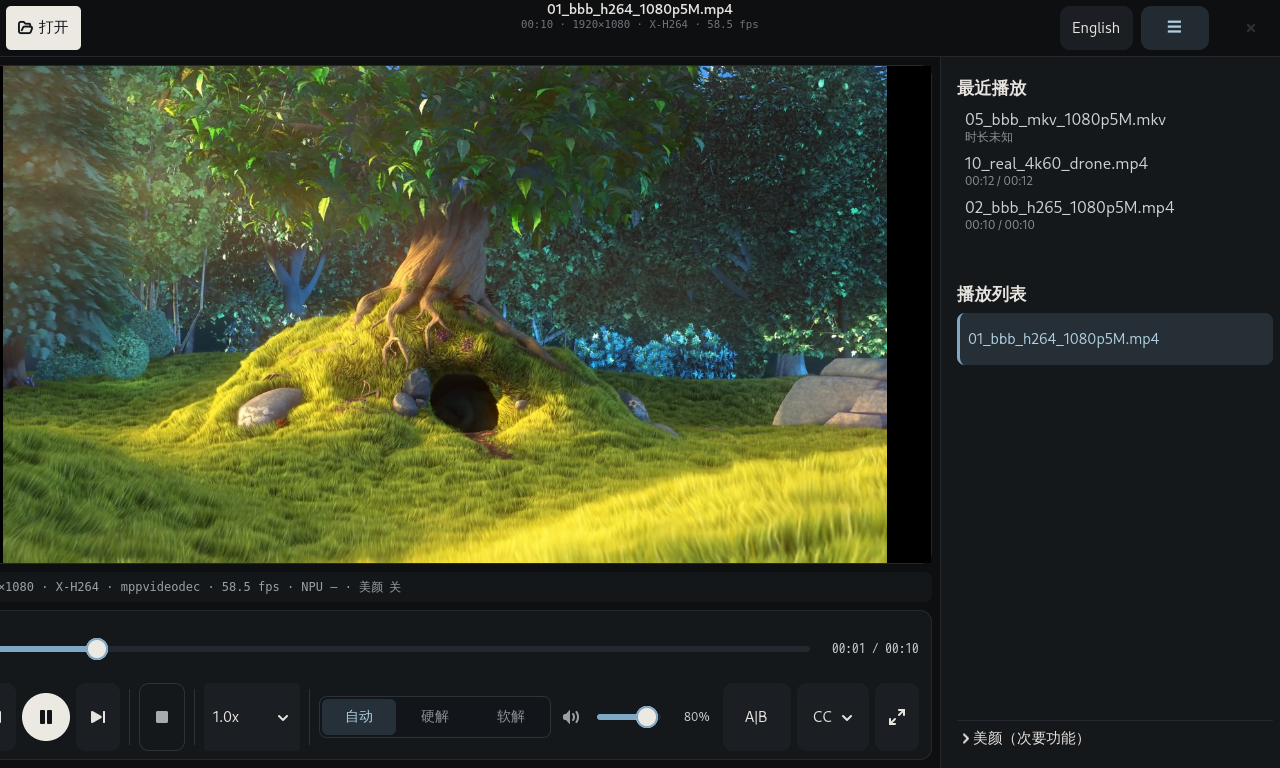 打开
01_bbb_h264_1080p5M.mp4
00:10 · 1920×1080 · X-H264 · 58.5 fps
English
最近播放
05_bbb_mkv_1080p5M.mkv
时长未知
10_real_4k60_drone.mp4
00:12 / 00:12
02_bbb_h265_1080p5M.mp4
00:10 / 00:10
播放列表
01_bbb_h264_1080p5M.mp4
×1080 · X-H264 · mppvideodec · 58.5 fps · NPU — · 美颜 关
00:01 / 00:10
1.0x
自动
硬解
软解
80%
A|B
CC
美颜（次要功能）